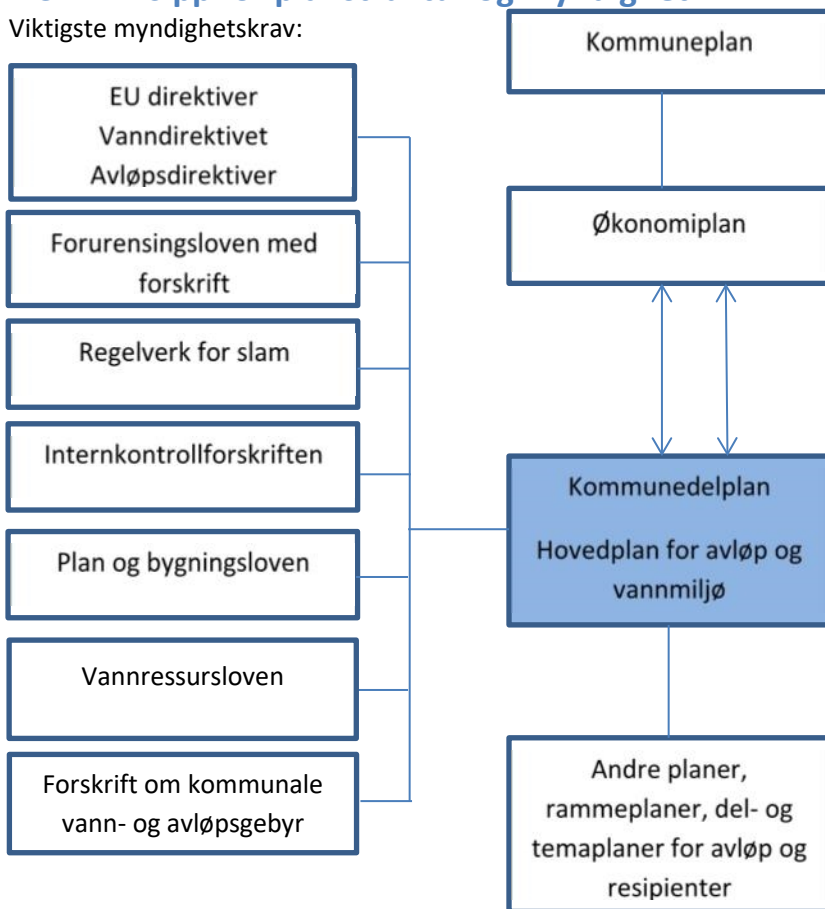 Viktigste myndighetskrav:
EU direktiver
Vanndirektivet
Avløpsdirektiver
Forurensingsloven med
forskrift
Regelverk for slam
Internkontrollforskriften
Plan og bygningsloven
Vannressursloven
Forskrift om kommunale
vann- og avløpsgebyr
Kommuneplan
Økonomiplan
Kommunedelplan
Hovedplan for avløp og
vannmiljø
Andre planer,
rammeplaner, del- og
temaplaner for avløp og
resipienter